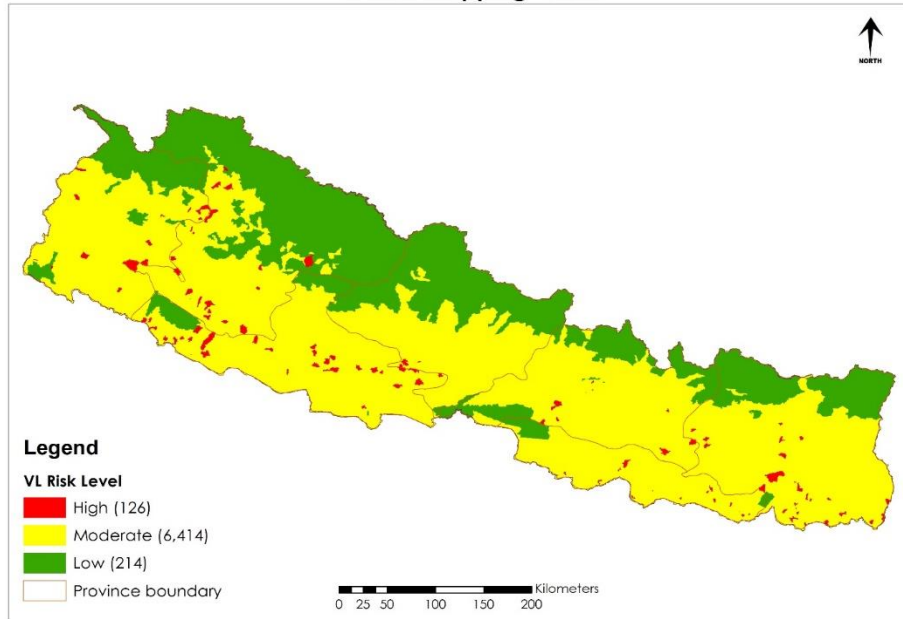 NORTH
Legend
VL Risk Level
High (126)
Moderate (6,414)
Low (214)
Province boundary
Kilometers
0 25 50 100 150 200